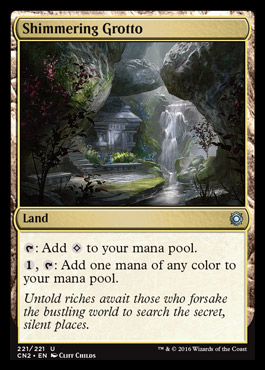 Shimmering Grotto
Land
: Add to your mana pool.
1, : Add one mana of any color to
your mana pool.
Untold riches await those who forsake
the bustling world to search the secret,
silent places.
221/221 U
CN2 • EN Cliff Childs
™ & © 2016 Wizards of the Coast